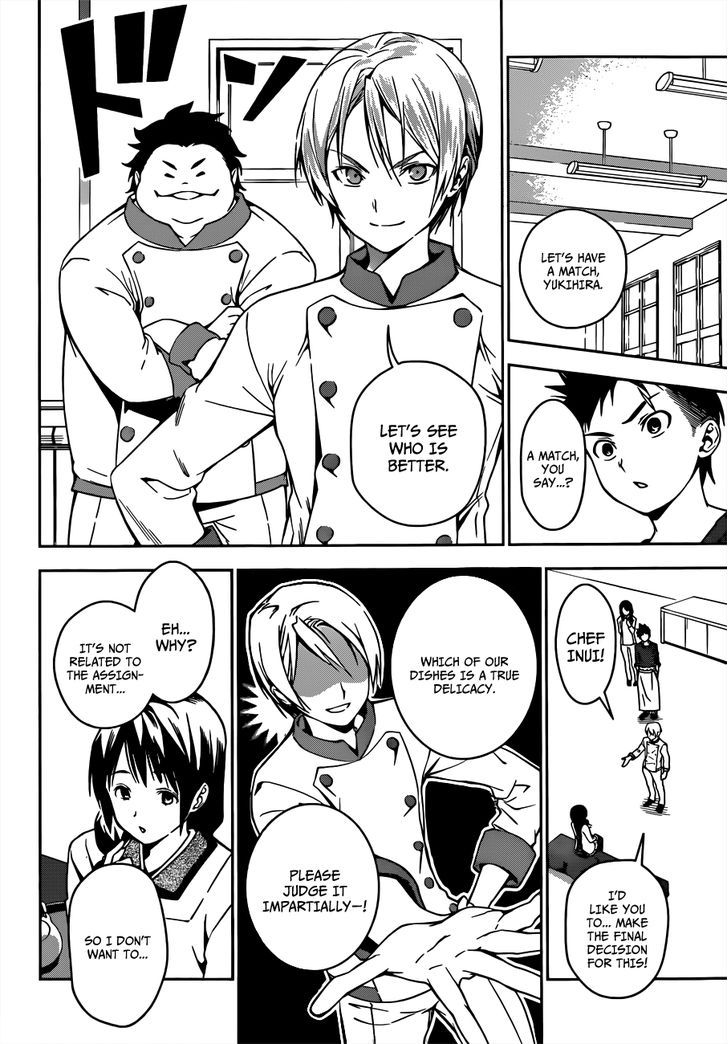 LET'S HAVE
A MATCH,
YUKIHIRA.
ドンッ
LET'S SEE
WHO IS
BETTER.
A MATCH,
YOU
SAY...?
CHEF
INUI!
I'D
LIKE YOU
TO... MAKE
THE FINAL
DECISION
FOR THIS!
WHICH OF OUR
DISHES IS A TRUE
DELICACY.
PLEASE
JUDGE IT
IMPARTIALLY—!
EH...
WHY?
IT'S NOT
RELATED TO
THE ASSIGN-
MENT...
SO I DON'T
WANT TO...